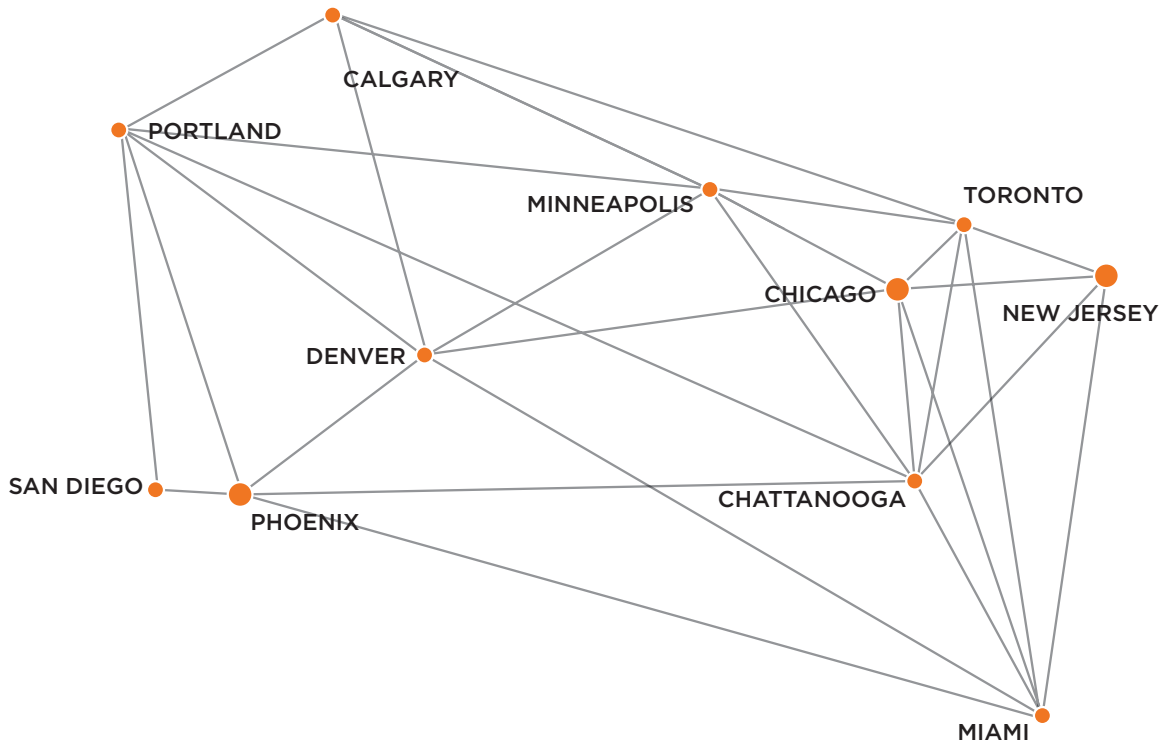 CALGARY
PORTLAND
TORONTO
MINNEAPOLIS
CHICAGO
NEW JERSEY
DENVER
SAN DIEGO
CHATTANOOGA
PHOENIX
MIAMI